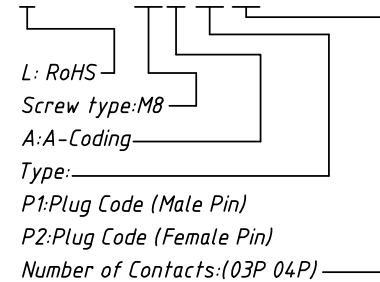 L: RoHS
Screw type:M8
A:A-Coding
Type:
P1:Plug Code (Male Pin)
P2:Plug Code (Female Pin)
Number of Contacts:(03P 04P)